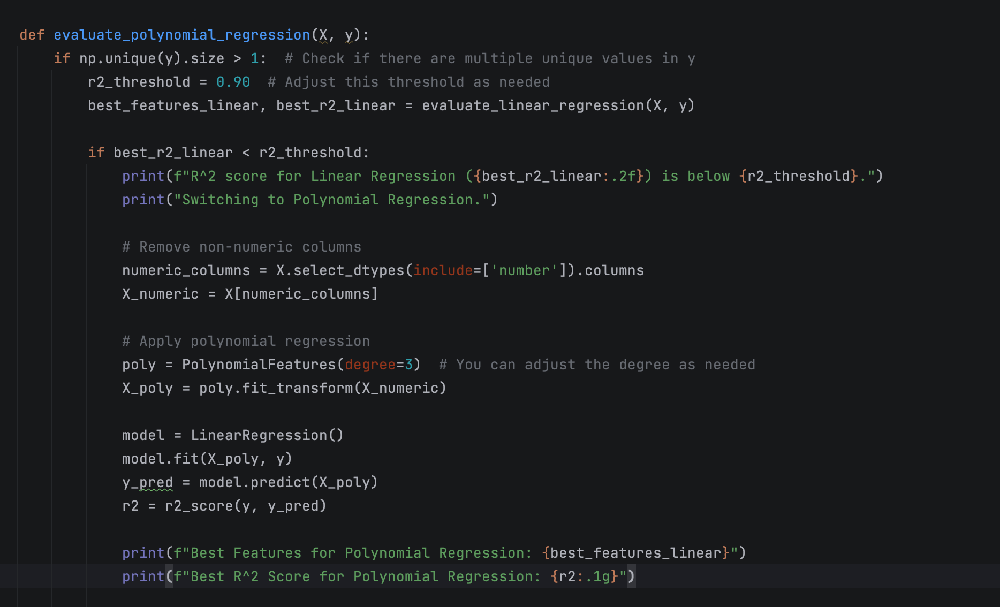 def evaluate_polynomial_regression(X, y):
    if np.unique(y).size > 1:  # Check if there are multiple unique values in y
        r2_threshold = 0.90  # Adjust this threshold as needed
        best_features_linear, best_r2_linear = evaluate_linear_regression(X, y)

        if best_r2_linear < r2_threshold:
            print(f"R^2 score for Linear Regression ({best_r2_linear:.2f}) is below {r2_threshold}.")
            print("Switching to Polynomial Regression.")

            # Remove non-numeric columns
            numeric_columns = X.select_dtypes(include=['number']).columns
            X_numeric = X[numeric_columns]

            # Apply polynomial regression
            poly = PolynomialFeatures(degree=3)  # You can adjust the degree as needed
            X_poly = poly.fit_transform(X_numeric)

            model = LinearRegression()
            model.fit(X_poly, y)
            y_pred = model.predict(X_poly)
            r2 = r2_score(y, y_pred)

            print(f"Best Features for Polynomial Regression: {best_features_linear}")
            print(f"Best R^2 Score for Polynomial Regression: {r2:.1g}")